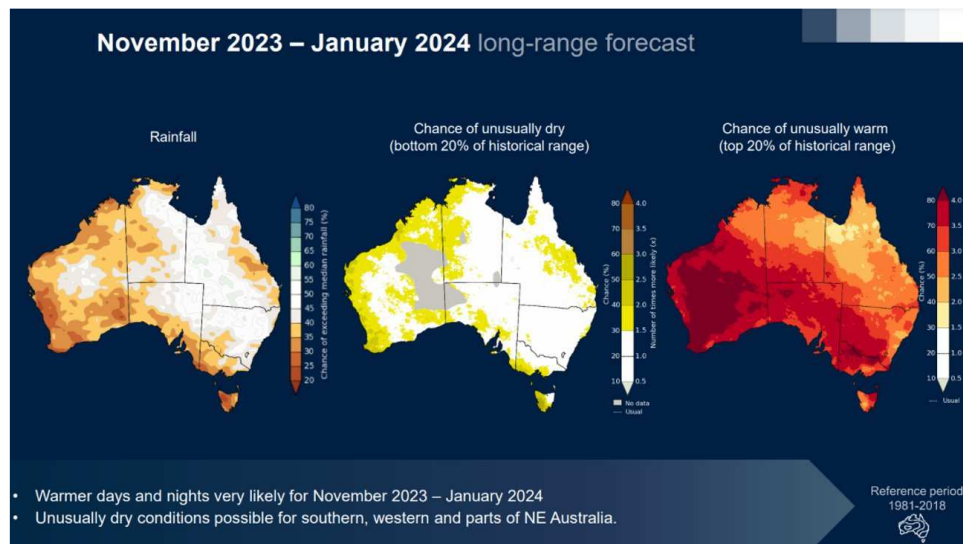 November 2023 – January 2024 long-range forecast
Rainfall
80
75
70
65
60
55
50
45
40
35
30
25
20
Chance of exceeding median rainfall (%)
Chance of unusually dry
(bottom 20% of historical range)
80 4.0
70 3.5
60 3.0
50 2.5
40 2.0
30 1.5
20 1.0
10 0.5
Chance (%)
Number of times more likely (x)
No data
Usual
Chance of unusually warm
(top 20% of historical range)
80 4.0
70 3.5
60 3.0
50 2.5
40 2.0
30 1.5
20 1.0
10 0.5
Chance (%)
Usual
• Warmer days and nights very likely for November 2023 – January 2024
• Unusually dry conditions possible for southern, western and parts of NE Australia.
Reference period
1981-2018